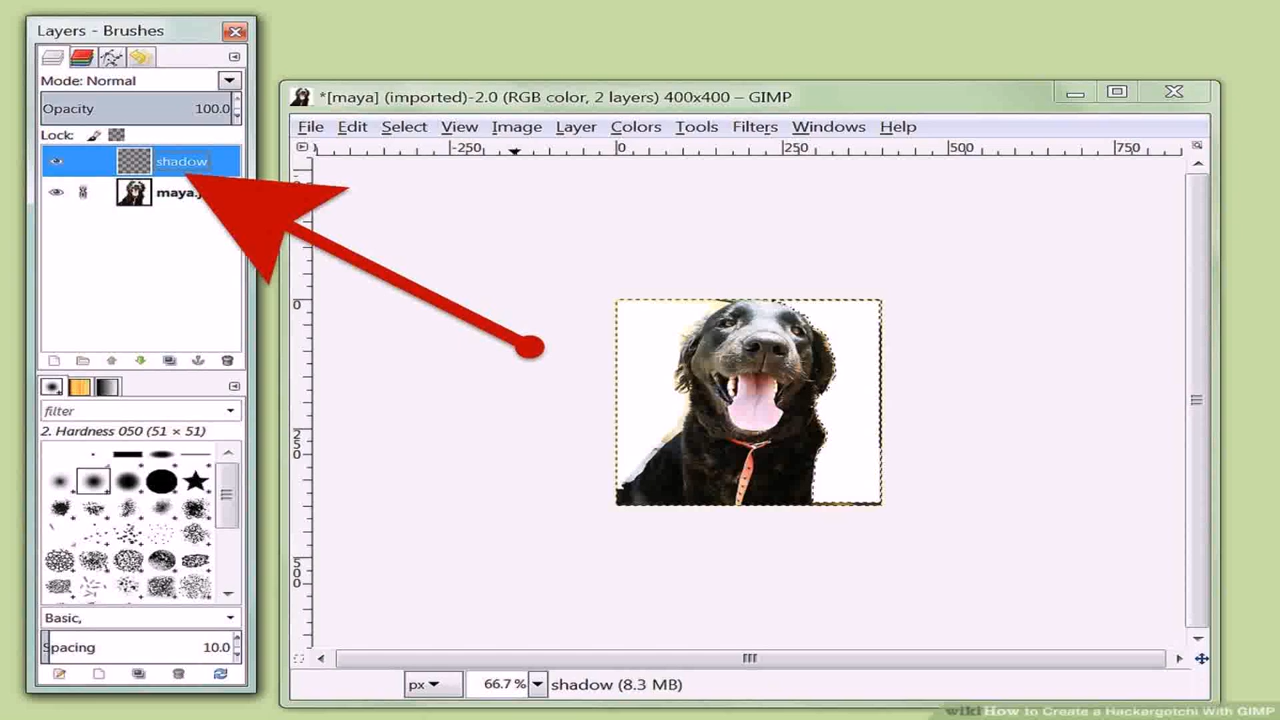 Layers - Brushes
Mode: Normal
Opacity 100.0
Lock:
shadow
maya.j
filter
2. Hardness 050 (51 × 51)
Basic,
Spacing 10.0
*[maya] (imported)-2.0 (RGB color, 2 layers) 400x400 – GIMP
File Edit Select View Image Layer Colors Tools Filters Windows Help
-250 0 250 500 750
0
250
500
px 66.7 % shadow (8.3 MB)
wikiHow to Create a Hackergotchi With GIMP